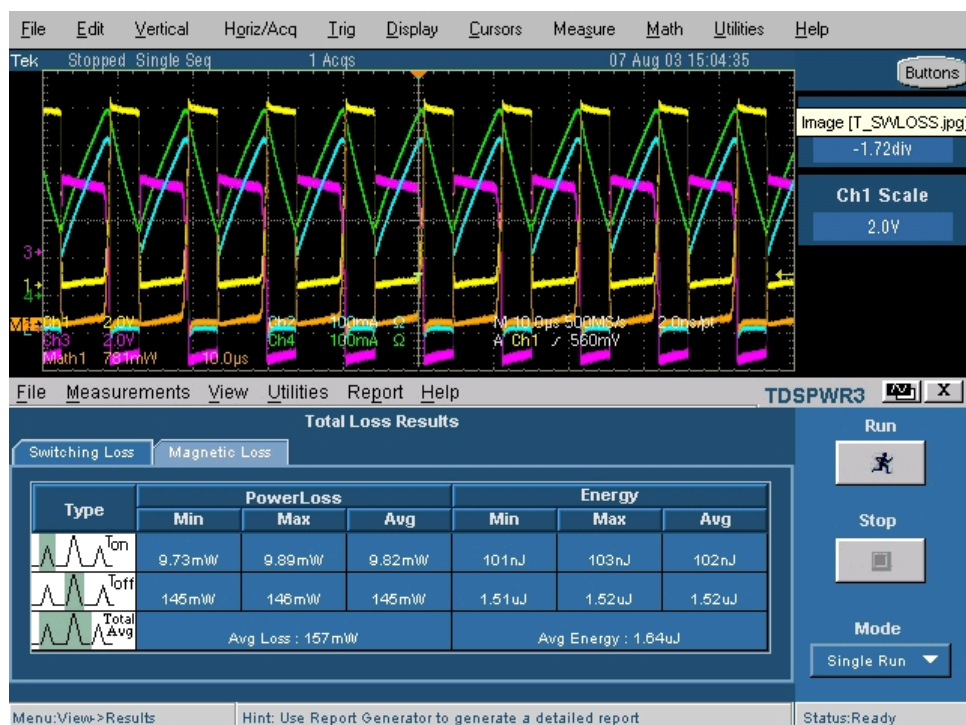 File Edit Vertical Horiz/Acq Trig Display Cursors Measure Math Utilities Help
Tek Stopped Single Seq 1 Acqs 07 Aug 03 15:04:35
Buttons
Image [T_SWLOSS.jpg]
-1.72div
Ch1 Scale
2.0V
3
1
4
Ch1 2.0V Ch2 100mA Ω M 10.0µs 500MS/s 2.0ns/pt
Ch3 2.0V Ch4 100mA Ω A Ch1 560mV
Math1 781mW 10.0µs
File Measurements View Utilities Report Help TDSPWR3 X
Total Loss Results
Run
Switching Loss Magnetic Loss
Type PowerLoss Energy
Min Max Avg Min Max Avg
Stop
Ton 9.73mW 9.89mW 9.82mW 101nJ 103nJ 102nJ
Toff 145mW 146mW 145mW 1.51uJ 1.52uJ 1.52uJ
Total Avg Avg Loss : 157mW Avg Energy : 1.64uJ
Mode
Single Run
Menu:View->Results Hint: Use Report Generator to generate a detailed report Status:Ready